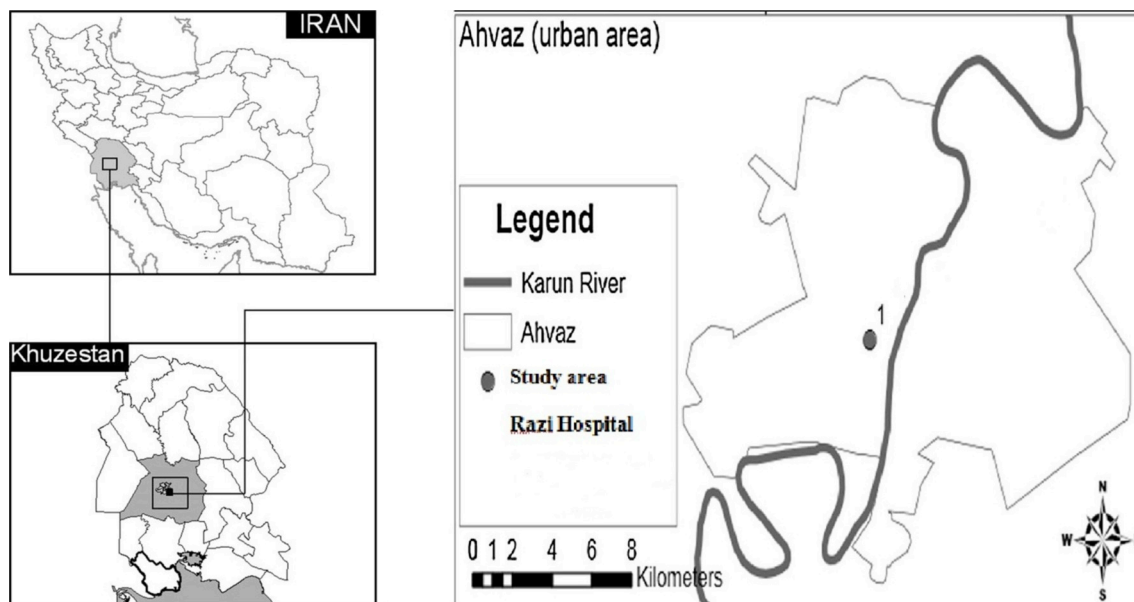 IRAN
Khuzestan
Ahvaz (urban area)
Legend
Karun River
Ahvaz
Study area
Razi Hospital
0 1 2 4 6 8
Kilometers
1
N
W E
S